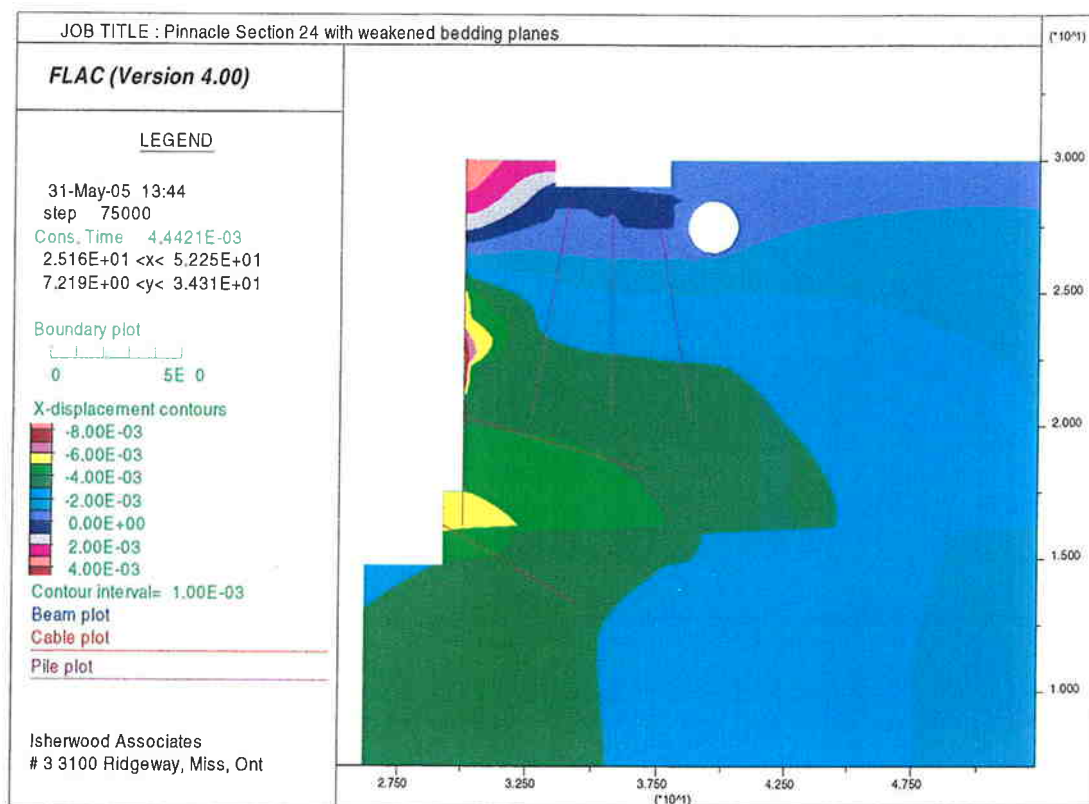 JOB TITLE : Pinnacle Section 24 with weakened bedding planes
(*10^1)
FLAC (Version 4.00)
LEGEND
31-May-05 13:44
step 75000
Cons. Time 4.4421E-03
2.516E+01 <x< 5.225E+01
7.219E+00 <y< 3.431E+01
Boundary plot
0 5E 0
X-displacement contours
-8.00E-03
-6.00E-03
-4.00E-03
-2.00E-03
0.00E+00
2.00E-03
4.00E-03
Contour interval= 1.00E-03
Beam plot
Cable plot
Pile plot
Isherwood Associates
# 3 3100 Ridgeway, Miss, Ont
3.000
2.500
2.000
1.500
1.000
2.750 3.250 3.750 4.250 4.750
(*10^1)